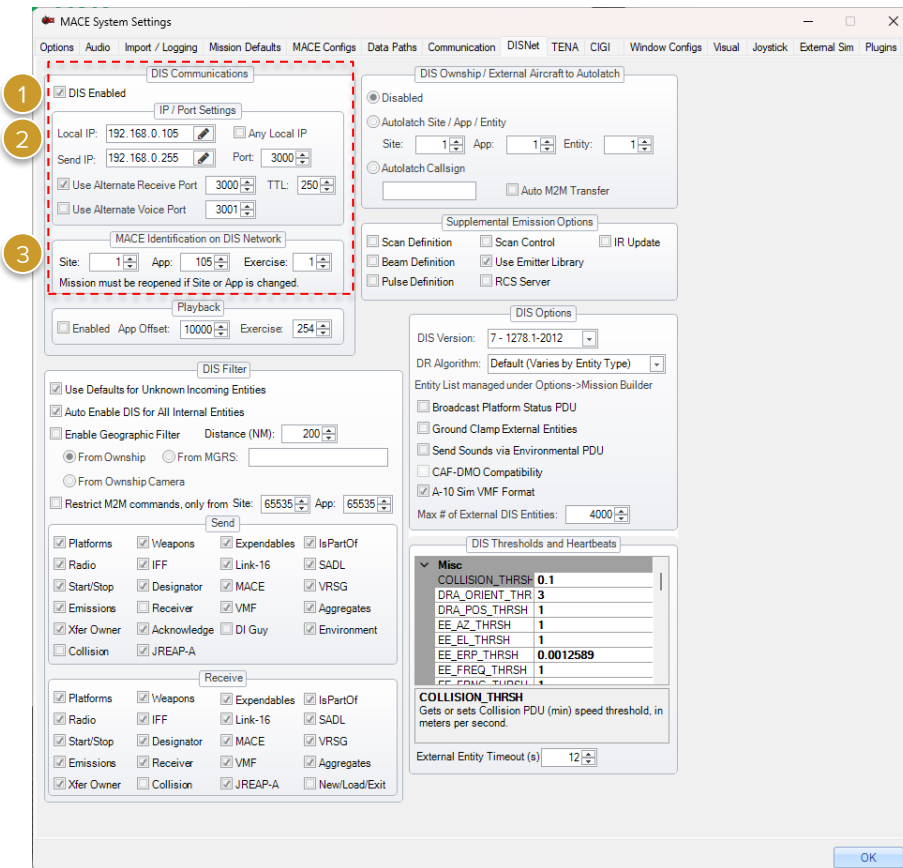 MACE System Settings
Options Audio Import / Logging Mission Defaults MACE Configs Data Paths Communication DISNet TENA CIGI Window Configs Visual Joystick External Sim Plugins
DIS Communications
1
DIS Enabled
IP / Port Settings
2
Local IP: 192.168.0.105 Any Local IP
Send IP: 192.168.0.255 Port: 3000
Use Alternate Receive Port 3000 TTL: 250
Use Alternate Voice Port 3001
3
MACE Identification on DIS Network
Site: 1 App: 105 Exercise: 1
Mission must be reopened if Site or App is changed.
Playback
Enabled App Offset: 10000 Exercise: 254
DIS Filter
Use Defaults for Unknown Incoming Entities
Auto Enable DIS for All Internal Entities
Enable Geographic Filter Distance (NM): 200
From Ownship From MGRS:
From Ownship Camera
Restrict M2M commands, only from Site: 65535 App: 65535
Send
Platforms Weapons Expendables IsPartOf
Radio IFF Link-16 SADL
Start/Stop Designator MACE VRSG
Emissions Receiver VMF Aggregates
Xfer Owner Acknowledge DI Guy Environment
Collision JREAP-A
Receive
Platforms Weapons Expendables IsPartOf
Radio IFF Link-16 SADL
Start/Stop Designator MACE VRSG
Emissions Receiver VMF Aggregates
Xfer Owner Collision JREAP-A New/Load/Exit
DIS Ownship / External Aircraft to Autolatch
Disabled
Autolatch Site / App / Entity
Site: 1 App: 1 Entity: 1
Autolatch Callsign
Auto M2M Transfer
Supplemental Emission Options
Scan Definition Scan Control IR Update
Beam Definition Use Emitter Library
Pulse Definition RCS Server
DIS Options
DIS Version: 7 - 1278.1-2012
DR Algorithm: Default (Varies by Entity Type)
Entity List managed under Options->Mission Builder
Broadcast Platform Status PDU
Ground Clamp External Entities
Send Sounds via Environmental PDU
CAF-DMO Compatibility
A-10 Sim VMF Format
Max # of External DIS Entities: 4000
DIS Thresholds and Heartbeats
Misc
COLLISION_THRSH 0.1
DRA_ORIENT_THR 3
DRA_POS_THRSH 1
EE_AZ_THRSH 1
EE_EL_THRSH 1
EE_ERP_THRSH 0.0012589
EE_FREQ_THRSH 1
COLLISION_THRSH
Gets or sets Collision PDU (min) speed threshold, in
meters per second.
External Entity Timeout (s) 12
OK